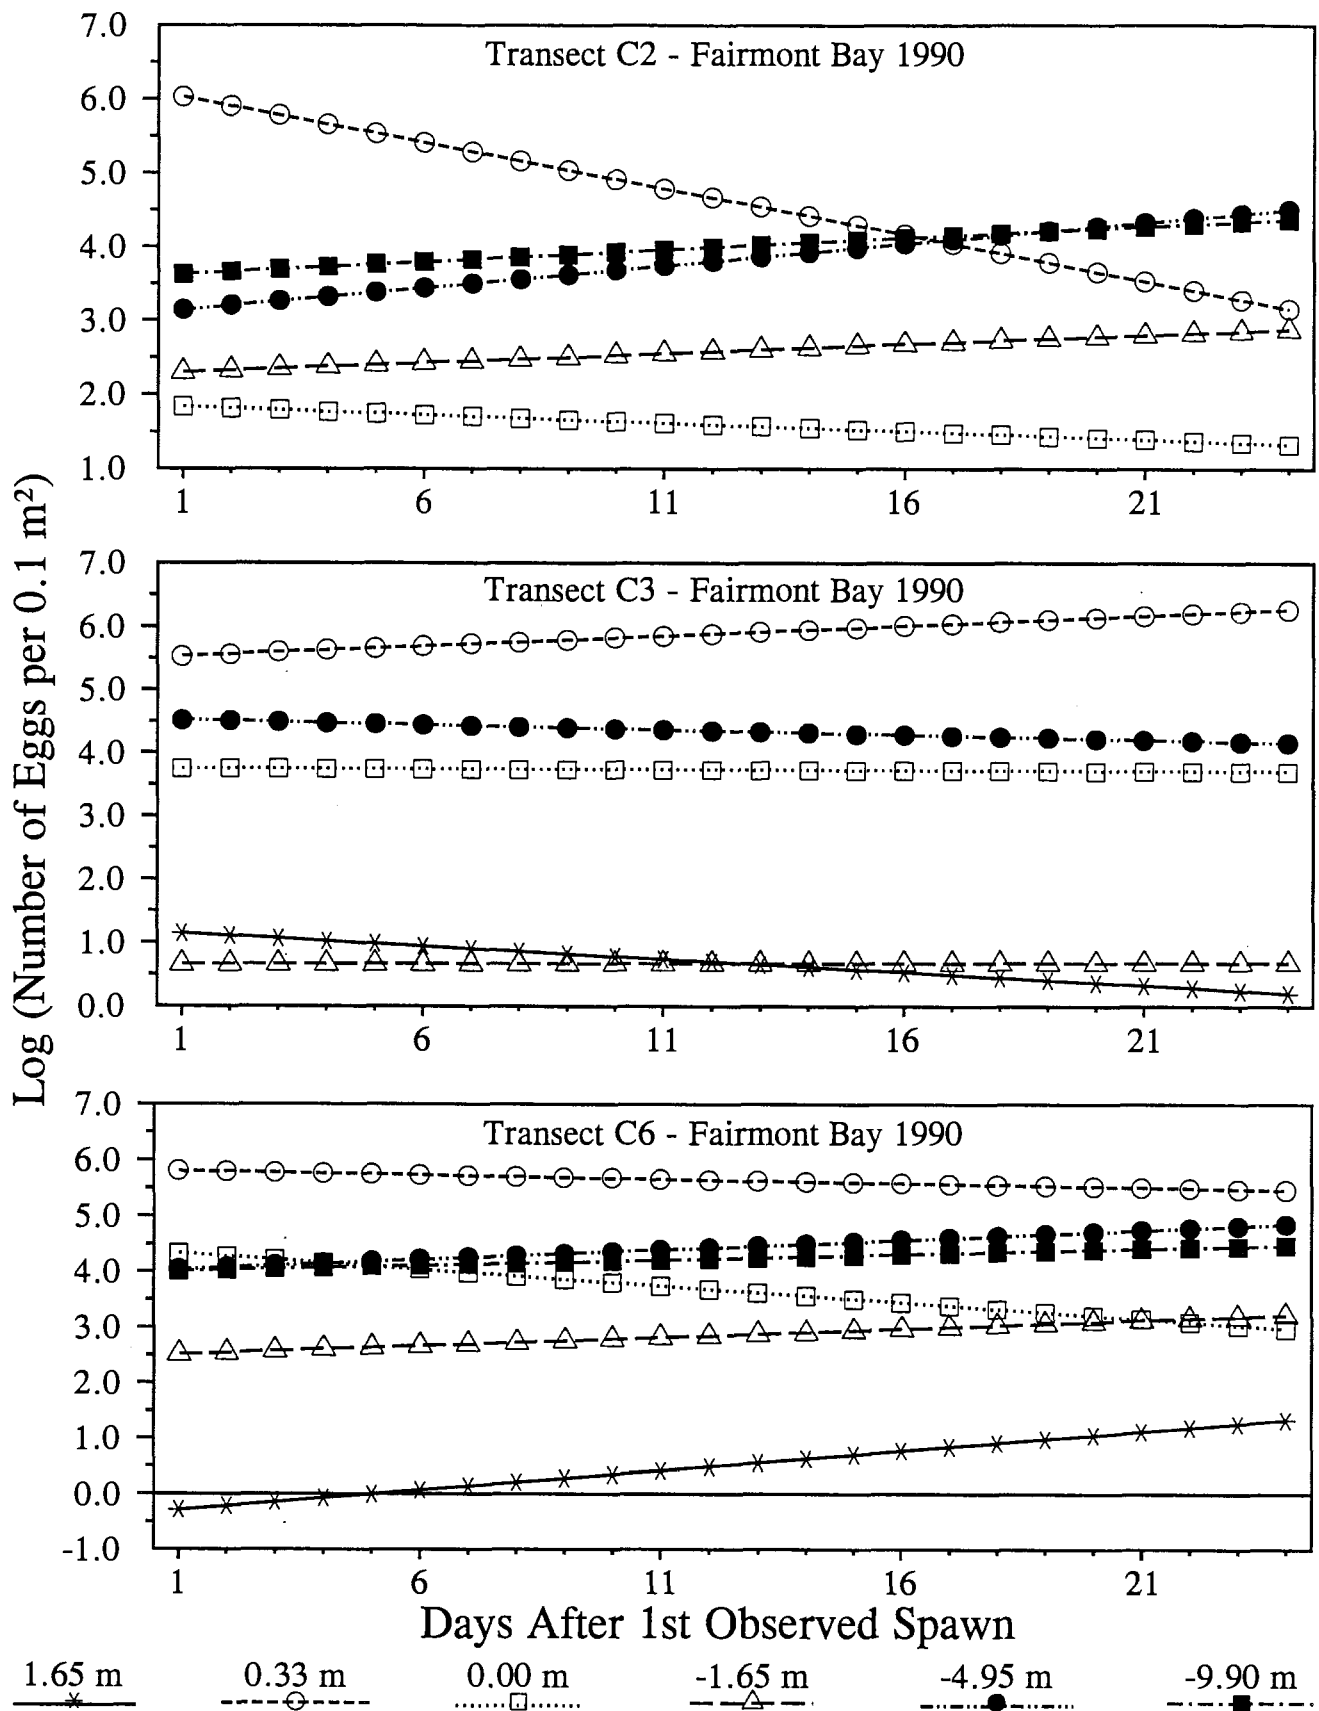 Log (Number of Eggs per 0.1 m²)
Transect C2 - Fairmont Bay 1990
7.0
6.0
5.0
4.0
3.0
2.0
1.0
1 6 11 16 21
Transect C3 - Fairmont Bay 1990
7.0
6.0
5.0
4.0
3.0
2.0
1.0
0.0
1 6 11 16 21
Transect C6 - Fairmont Bay 1990
7.0
6.0
5.0
4.0
3.0
2.0
1.0
0.0
-1.0
1 6 11 16 21
Days After 1st Observed Spawn
1.65 m 0.33 m 0.00 m -1.65 m -4.95 m -9.90 m